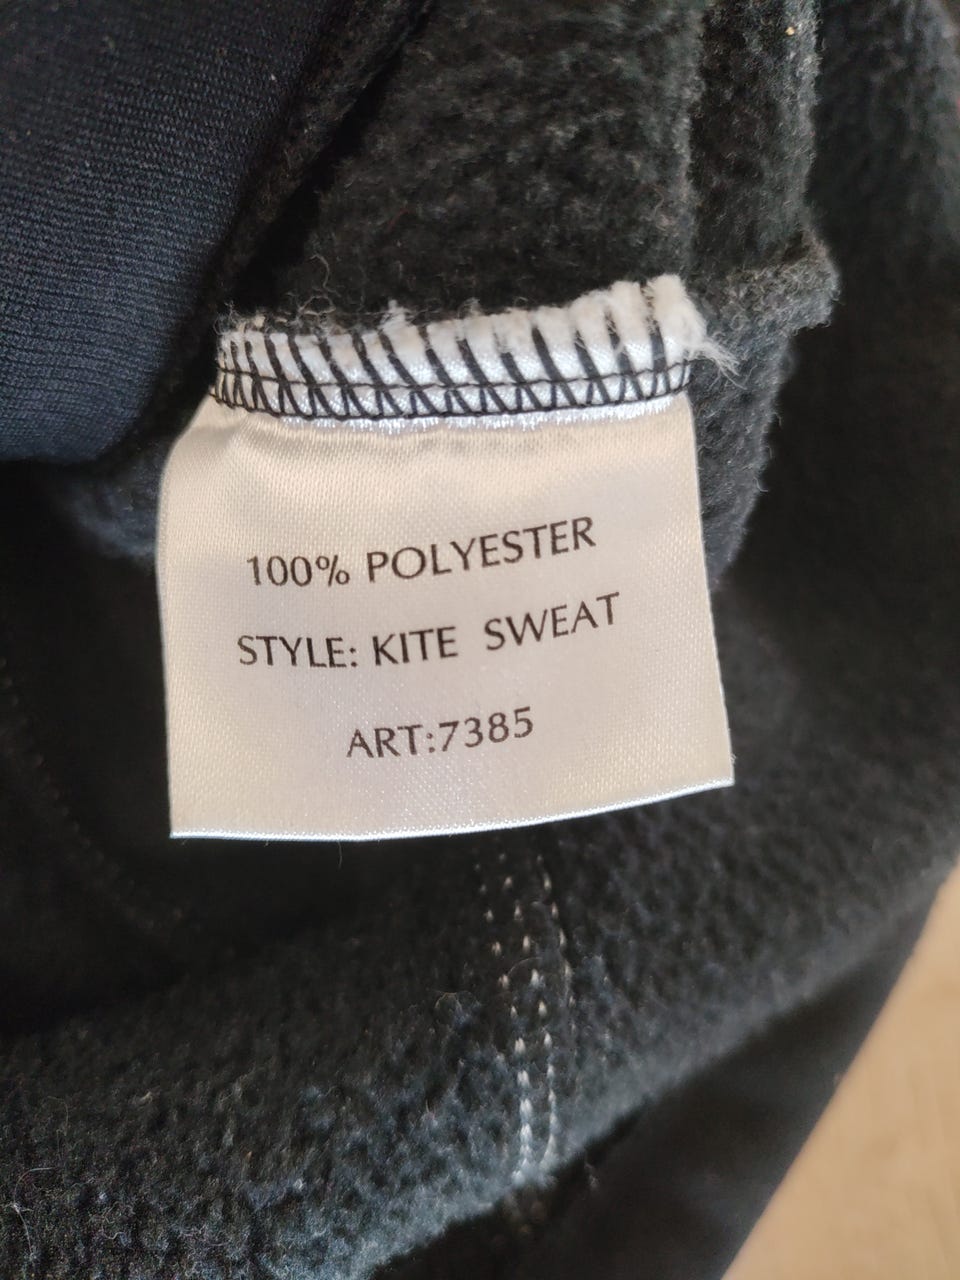 100% POLYESTER
STYLE: KITE SWEAT
ART:7385